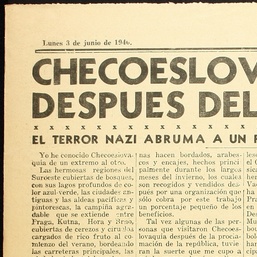 Lunes 3 de junio de 1946.
CHECOESLOV
DESPUES DEL
x x x x x x x x x x x x x x x
EL TERROR NAZI ABRUMA A UN P
Yo he conocido Checoeslova-
quia de un extremo al otro.
Las hermosas regiones del
Suroeste cubiertas de bosques,
con sus lagos profundos de co-
lor azul verde, las ciudades an-
tiguas y las aldeas pacíficas y
pintorescas, la campiña agra-
dable que se extiende entre
Fraga, Kutna, Hora y Brno,
cubiertas de cerezos y ciruelos
cargados de rico fruto al co-
mienzo del verano, bordeando
las carreteras principales, las
nas hacen bordados, arabes-
cos y encajes, hechos princi-
palmente durante los largos
meses del invierno, los cuales
son recogidos y vendidos des-
pués por una organización que
sólo cobra por este trabajo
un porcentaje pequeño de los
beneficios.
Tal vez algunas de las per-
sonas que visitaron Checoes-
lovaquia después de la procla-
mación de la república, tuvie-
ran la suerte que me cupo a